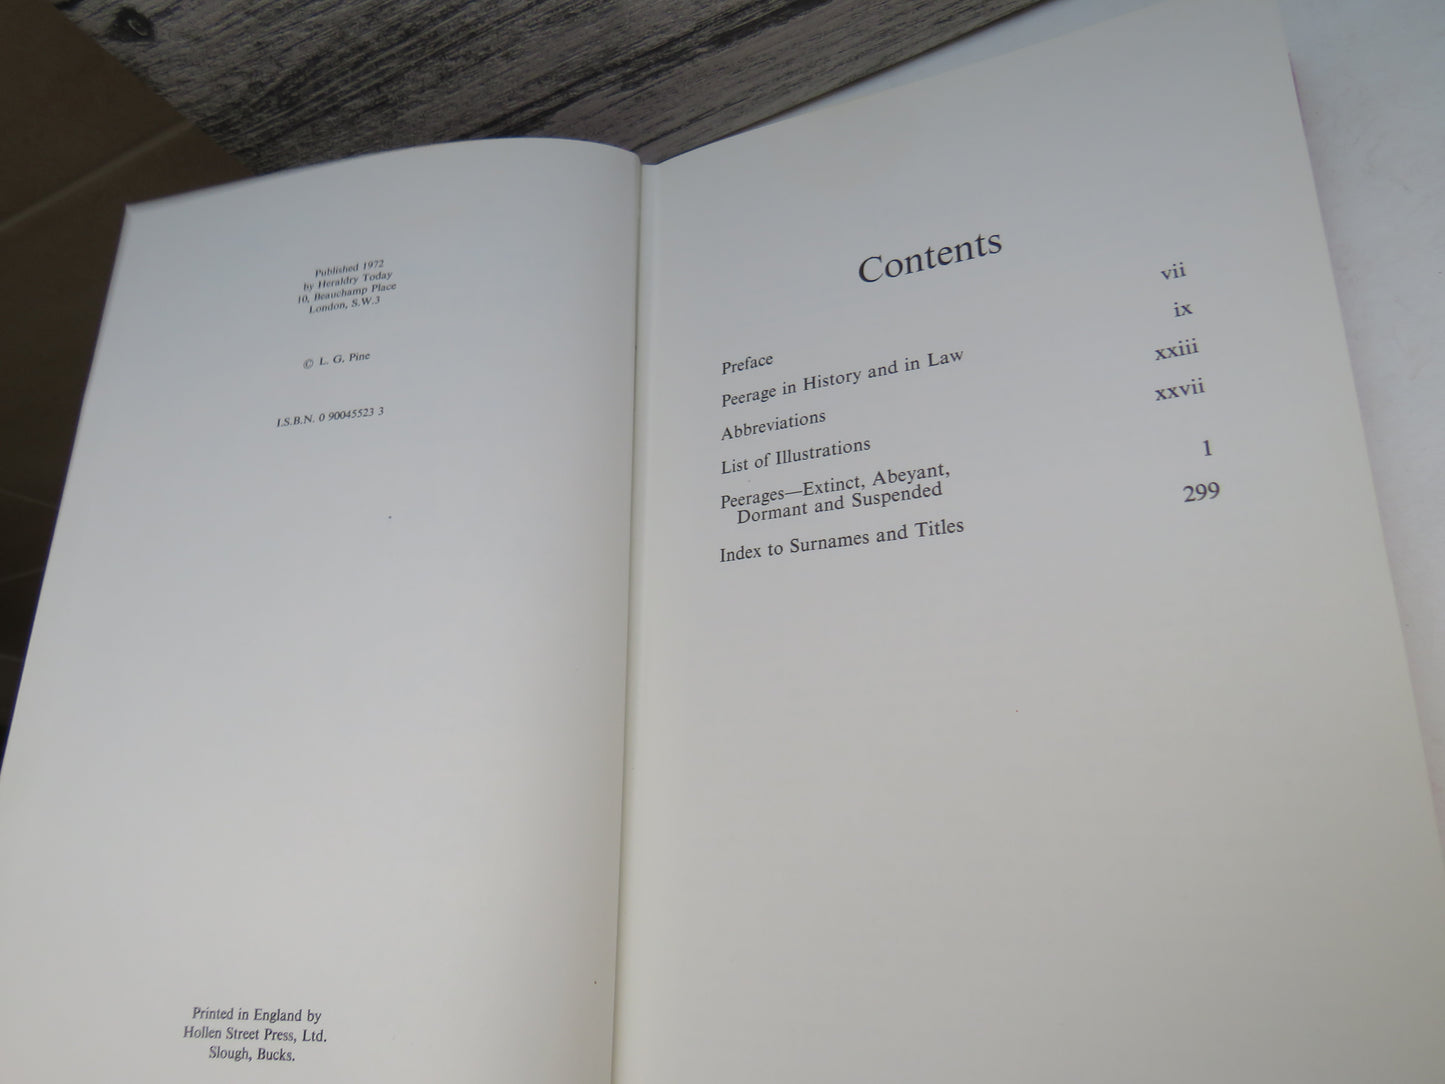 Published 1972
by Heraldry Today
10, Beauchamp Place
London, S.W.3
© L. G. Pine
I.S.B.N. 0 90045523 3
Printed in England by
Hollen Street Press, Ltd.
Slough, Bucks.
Contents
Preface vii
Peerage in History and in Law ix
Abbreviations xxiii
List of Illustrations xxvii
Peerages—Extinct, Abeyant,
Dormant and Suspended 1
Index to Surnames and Titles 299